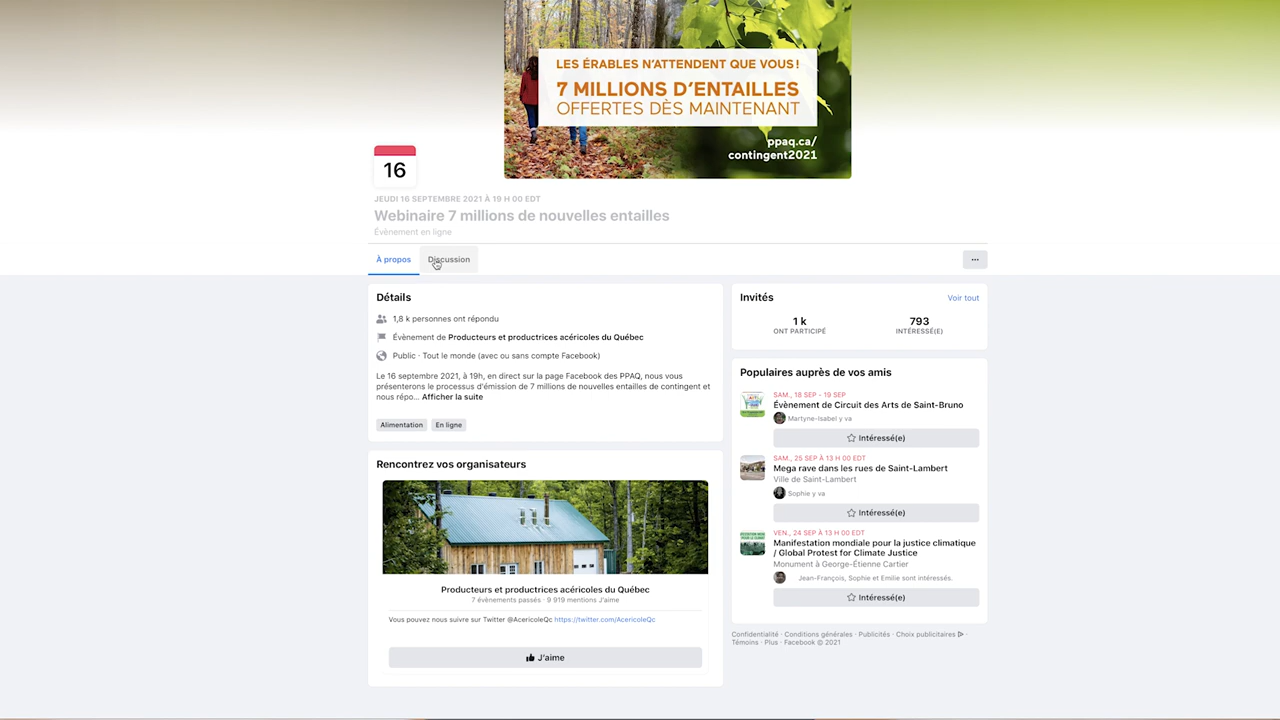 LES ÉRABLES N'ATTENDENT QUE VOUS !
7 MILLIONS D'ENTAILLES
OFFERTES DÈS MAINTENANT
ppaq.ca/
contingent2021
16
JEUDI 16 SEPTEMBRE 2021 À 19 H 00 EDT
Webinaire 7 millions de nouvelles entailles
Évènement en ligne
À propos
Discussion
Détails
1,8 k personnes ont répondu
Évènement de Producteurs et productrices acéricoles du Québec
Public · Tout le monde (avec ou sans compte Facebook)
Le 16 septembre 2021, à 19h, en direct sur la page Facebook des PPAQ, nous vous
présenterons le processus d'émission de 7 millions de nouvelles entailles de contingent et
nous répo... Afficher la suite
Alimentation
En ligne
Rencontrez vos organisateurs
Producteurs et productrices acéricoles du Québec
7 évènements passés · 9 919 mentions J'aime
Vous pouvez nous suivre sur Twitter @AcericoleQc https://twitter.com/AcericoleQc
J'aime
Invités
Voir tout
1 k
ONT PARTICIPÉ
793
INTÉRESSÉ(E)
Populaires auprès de vos amis
SAM., 18 SEP - 19 SEP
Évènement de Circuit des Arts de Saint-Bruno
Martyne-Isabel y va
Intéressé(e)
SAM., 25 SEP À 13 H 00 EDT
Mega rave dans les rues de Saint-Lambert
Ville de Saint-Lambert
Sophie y va
Intéressé(e)
VEN., 24 SEP À 13 H 00 EDT
Manifestation mondiale pour la justice climatique
/ Global Protest for Climate Justice
Monument à George-Étienne Cartier
Jean-François, Sophie et Emilie sont intéressés.
Intéressé(e)
Confidentialité · Conditions générales · Publicités · Choix publicitaires ·
Témoins · Plus · Facebook © 2021